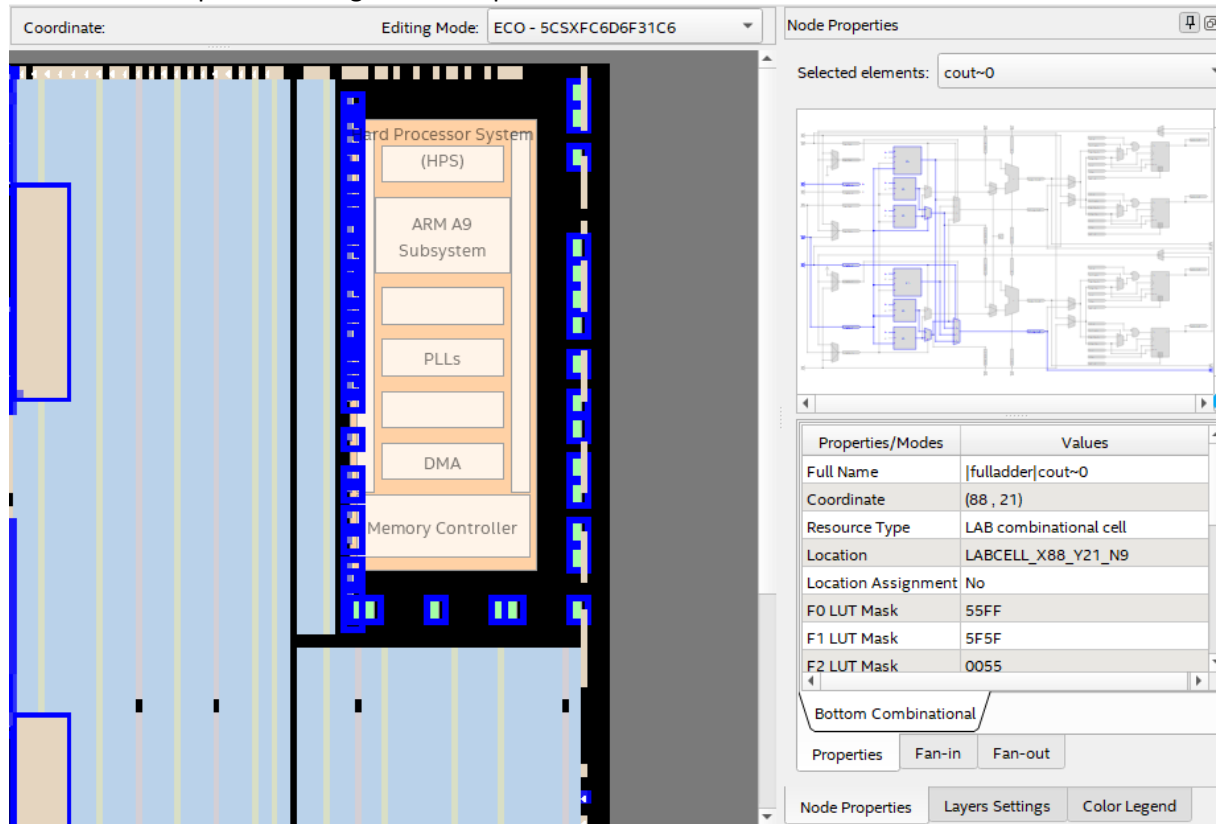 Coordinate:
Editing Mode: ECO - 5CSXFC6D6F31C6
ard Processor System
(HPS)
ARM A9
Subsystem
PLLs
DMA
Memory Controller
Node Properties
Selected elements: cout~0
Properties/Modes Values
Full Name |fulladder|cout~0
Coordinate (88 , 21)
Resource Type LAB combinational cell
Location LABCELL_X88_Y21_N9
Location Assignment No
F0 LUT Mask 55FF
F1 LUT Mask 5F5F
F2 LUT Mask 0055
Bottom Combinational
Properties Fan-in Fan-out
Node Properties Layers Settings Color Legend